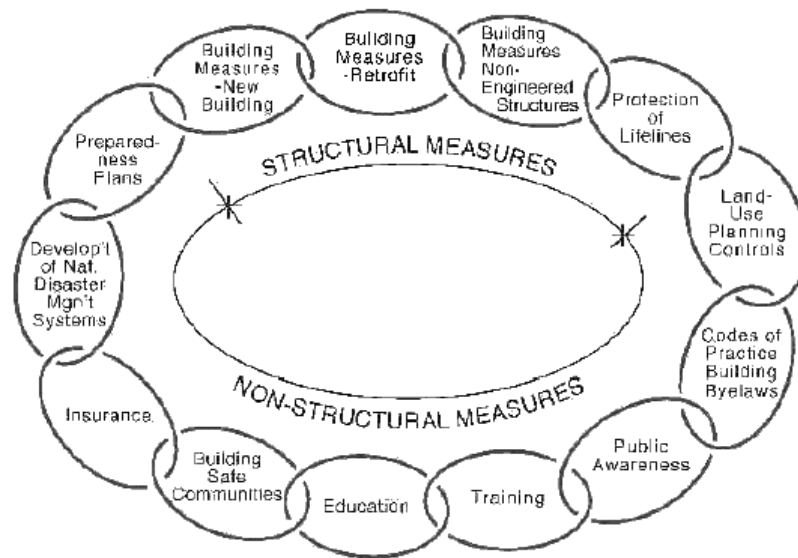 Building
Measures
-New
Building
Building
Measures
-Retrofit
Building
Measures
Non-
Engineered
Structures
Protection
of
Lifelines
Land-
Use
Planning
Controls
Codes of
Practice
Building
Byelaws
Public
Awareness
Training
Education
Building
Safe
Communities
Insurance.
Develop't
of Nat.
Disaster
Mgn't
Systems
Prepared-
ness
Plans
STRUCTURAL MEASURES
NON-STRUCTURAL MEASURES